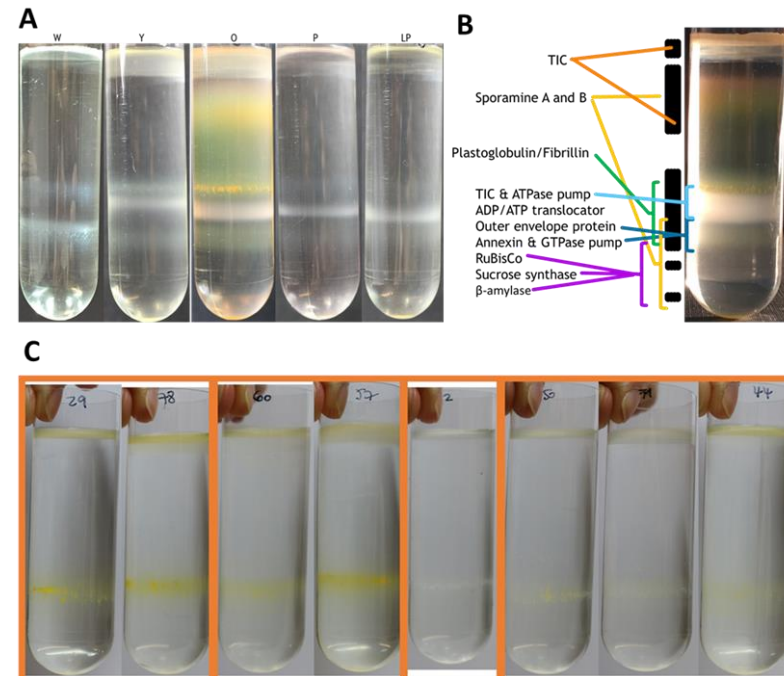 A
W Y O P LP
B
TIC
Sporamine A and B
Plastoglobulin/Fibrillin
TIC & ATPase pump
ADP/ATP translocator
Outer envelope protein
Annexin & GTPase pump
RuBisCo
Sucrose synthase
β-amylase
C
29 78 60 57 2 50 44